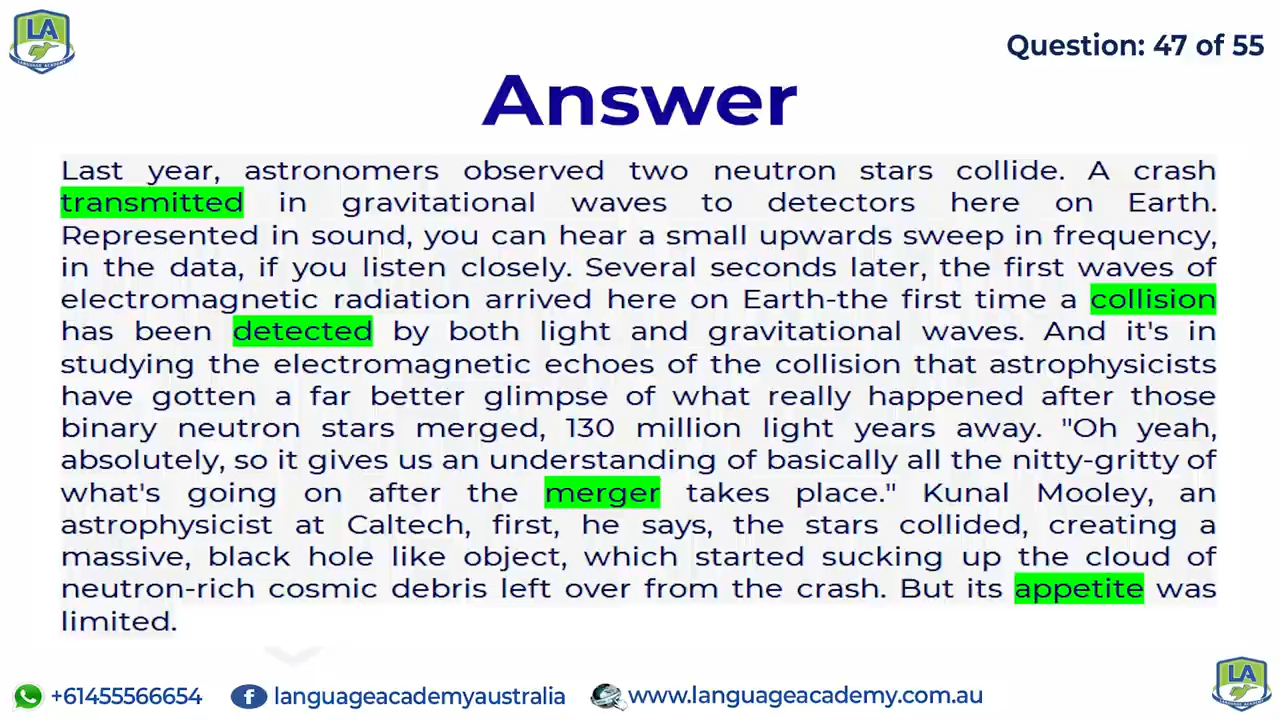 LA
LANGUAGE ACADEMY
Question: 47 of 55
Answer
Last year, astronomers observed two neutron stars collide. A crash
transmitted in gravitational waves to detectors here on Earth.
Represented in sound, you can hear a small upwards sweep in frequency,
in the data, if you listen closely. Several seconds later, the first waves of
electromagnetic radiation arrived here on Earth-the first time a collision
has been detected by both light and gravitational waves. And it's in
studying the electromagnetic echoes of the collision that astrophysicists
have gotten a far better glimpse of what really happened after those
binary neutron stars merged, 130 million light years away. "Oh yeah,
absolutely, so it gives us an understanding of basically all the nitty-gritty of
what's going on after the merger takes place." Kunal Mooley, an
astrophysicist at Caltech, first, he says, the stars collided, creating a
massive, black hole like object, which started sucking up the cloud of
neutron-rich cosmic debris left over from the crash. But its appetite was
limited.
+61455566654 languageacademyaustralia www.languageacademy.com.au
LA
LANGUAGE ACADEMY